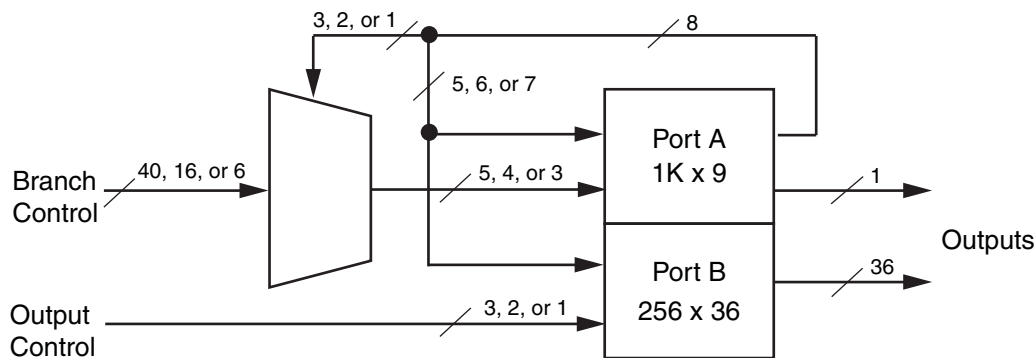 3, 2, or 1
8
5, 6, or 7
Port A
1K x 9
40, 16, or 6
Branch
Control
5, 4, or 3
1
Outputs
Port B
256 x 36
36
3, 2, or 1
Output
Control